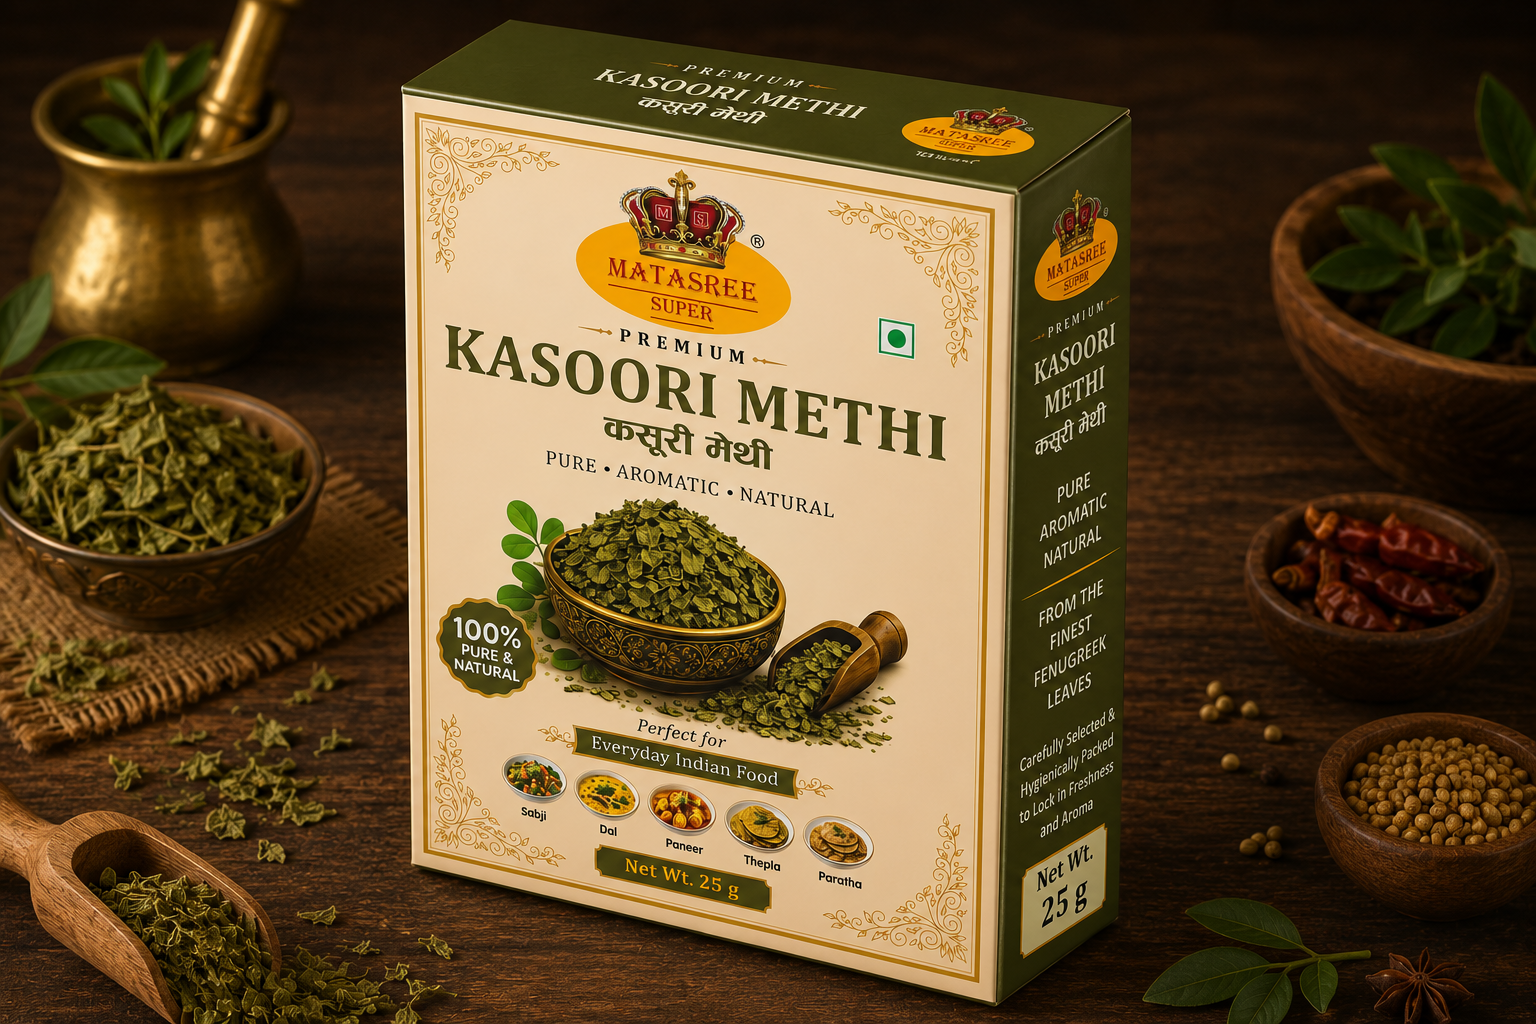 PREMIUM
KASOORI METHI
कसूरी मेथी
MATASREE
SUPER
M S
®
MATASREE
SUPER
PREMIUM
KASOORI METHI
कसूरी मेथी
PURE • AROMATIC • NATURAL
100%
PURE &
NATURAL
Perfect for
Everyday Indian Food
Sabji
Dal
Paneer
Thepla
Paratha
Net Wt. 25 g
MATASREE
SUPER
PREMIUM
KASOORI
METHI
कसूरी मेथी
PURE
AROMATIC
NATURAL
FROM THE
FINEST
FENUGREEK
LEAVES
Carefully Selected &
Hygienically Packed
to Lock in Freshness
and Aroma
Net Wt.
25 g